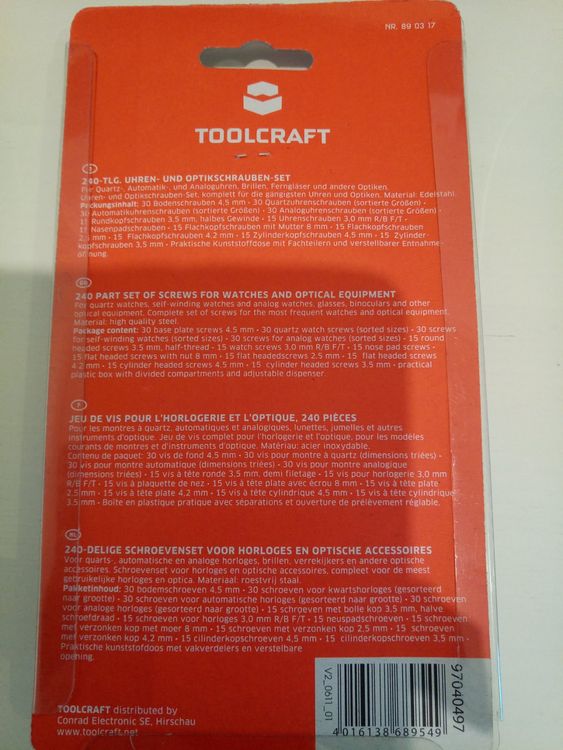 NR. 89 03 17
TOOLCRAFT
240-TLG. UHREN- UND OPTIKSCHRAUBEN-SET
Für Quartz-, Automatik-, und Analoguhren, Brillen, Ferngläser und andere Optiken.
Uhren- und Optikschrauben-Set, komplett für die gängigsten Uhren und Optiken. Material: Edelstahl.
Packungsinhalt: 30 Bodenschrauben 4,5 mm • 30 Quartzuhrenschrauben (sortierte Größen) •
30 Automatikuhrenschrauben (sortierte Größen) • 30 Analoguhrenschrauben (sortierte Größen)
15 Rundkopfschrauben 3,5 mm, halbes Gewinde • 15 Uhrenschrauben 3,0 mm R/B F/T •
15 Nasenpadschrauben • 15 Flachkopfschrauben mit Mutter 8 mm • 15 Flachkopfschrauben
2,5 mm • 15 Flachkopfschrauben 4,2 mm • 15 Zylinderkopfschrauben 4,5 mm • 15 Zylinder-
kopfschrauben 3,5 mm • Praktische Kunststoffdose mit Fachteilern und verstellbarer Entnahme-
öffnung.
GB
240 PART SET OF SCREWS FOR WATCHES AND OPTICAL EQUIPMENT
For quartz watches, self-winding watches and analog watches, glasses, binoculars and other
optical equipment. Complete set of screws for the most frequent watches and optical equipment.
Material: high quality steel.
Package content: 30 base plate screws 4.5 mm • 30 quartz watch screws (sorted sizes) • 30 screws
for self-winding watches (sorted sizes) • 30 screws for analog watches (sorted sizes) • 15 round
headed screws 3.5 mm, half-thread • 15 watch screws 3,0 mm R/B F/T • 15 nose pad screws •
15 flat headed screws with nut 8 mm • 15 flat headedscrews 2.5 mm • 15 flat headed screws
4.2 mm • 15 cylinder headed screws 4.5 mm • 15 cylinder headed screws 3.5 mm • practical
plastic box with divided compartments and adjustable dispenser.
F
JEU DE VIS POUR L'HORLOGERIE ET L'OPTIQUE, 240 PIÈCES
Pour les montres à quartz, automatiques et analogiques, lunettes, jumelles et autres
instruments d'optique. Jeu de vis complet pour l'horlogerie et l'optique, pour les modèles
courants de montres et d'instruments d'optique. Matériau: acier inoxydable.
Contenu de paquet: 30 vis de fond 4,5 mm • 30 vis pour montre à quartz (dimensions triées) •
30 vis pour montre automatique (dimensions triées) • 30 vis pour montre analogique
(dimensions triées) • 15 vis à tête ronde 3,5 mm, demi filetage • 15 vis pour horlogerie 3,0 mm
R/B F/T • 15 vis à plaquette de nez • 15 vis à tête plate avec écrou 8 mm • 15 vis à tête plate
2,5 mm • 15 vis à tête plate 4,2 mm • 15 vis à tête cylindrique 4,5 mm • 15 vis à tête cylindrique
3,5 mm • Boîte en plastique pratique avec séparations et ouverture de prélèvement réglable.
NL
240-DELIGE SCHROEVENSET VOOR HORLOGES EN OPTISCHE ACCESSOIRES
Voor quarts-, automatische en analoge horloges, brillen, verrekijkers en andere optische
accessoires. Schroevenset voor horloges en optische accessoires, compleet voor de meest
gebruikelijke horloges en optica. Materiaal: roestvrij staal.
Pakketinhoud: 30 bodemschroeven 4,5 mm • 30 schroeven voor kwartshorloges (gesorteerd
naar grootte) • 30 schroeven voor automatische horloges (gesorteerd naar grootte) • 30 schroeven
voor analoge horloges (gesorteerd naar grootte) • 15 schroeven met bolle kop 3,5 mm, halve
schroefdraad • 15 schroeven voor horloges 3,0 mm R/B F/T • 15 neuspadschroeven • 15 schroeven
met verzonken kop met moer 8 mm • 15 schroeven met verzonken kop 2,5 mm • 15 schroeven
met verzonken kop 4,2 mm • 15 cilinderkopschroeven 4,5 mm • 15 cilinderkopschroeven 3,5 mm •
Praktische kunststofdoos met vakverdelers en verstelbare
opening.
TOOLCRAFT distributed by
Conrad Electronic SE, Hirschau
www.toolcraft.net
V2_0611_01
4 016138 689549
97040497